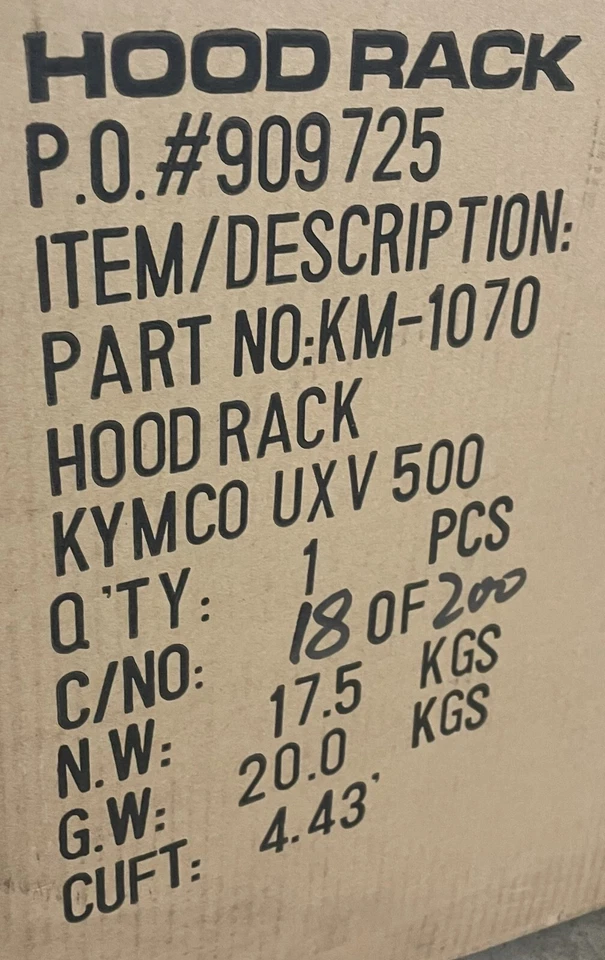 HOOD RACK
P.O.#909725
ITEM/DESCRIPTION:
PART NO:KM-1070
HOOD RACK
KYMCO UXV 500
Q'TY: 1 PCS
C/NO: 18 OF 200
N.W: 17.5 KGS
G.W: 20.0 KGS
CUFT: 4.43'